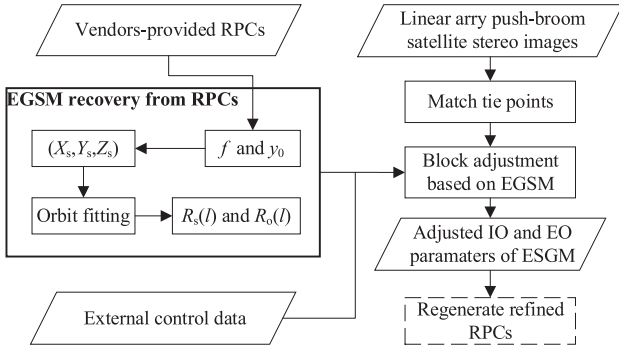 Vendors-provided RPCs
EGSM recovery from RPCs
(Xs,Ys,Zs)
f and y0
Orbit fitting
Rs(l) and Ro(l)
External control data
Linear arry push-broom
satellite stereo images
Match tie points
Block adjustment
based on EGSM
Adjusted IO and EO
paramaters of ESGM
Regenerate refined
RPCs